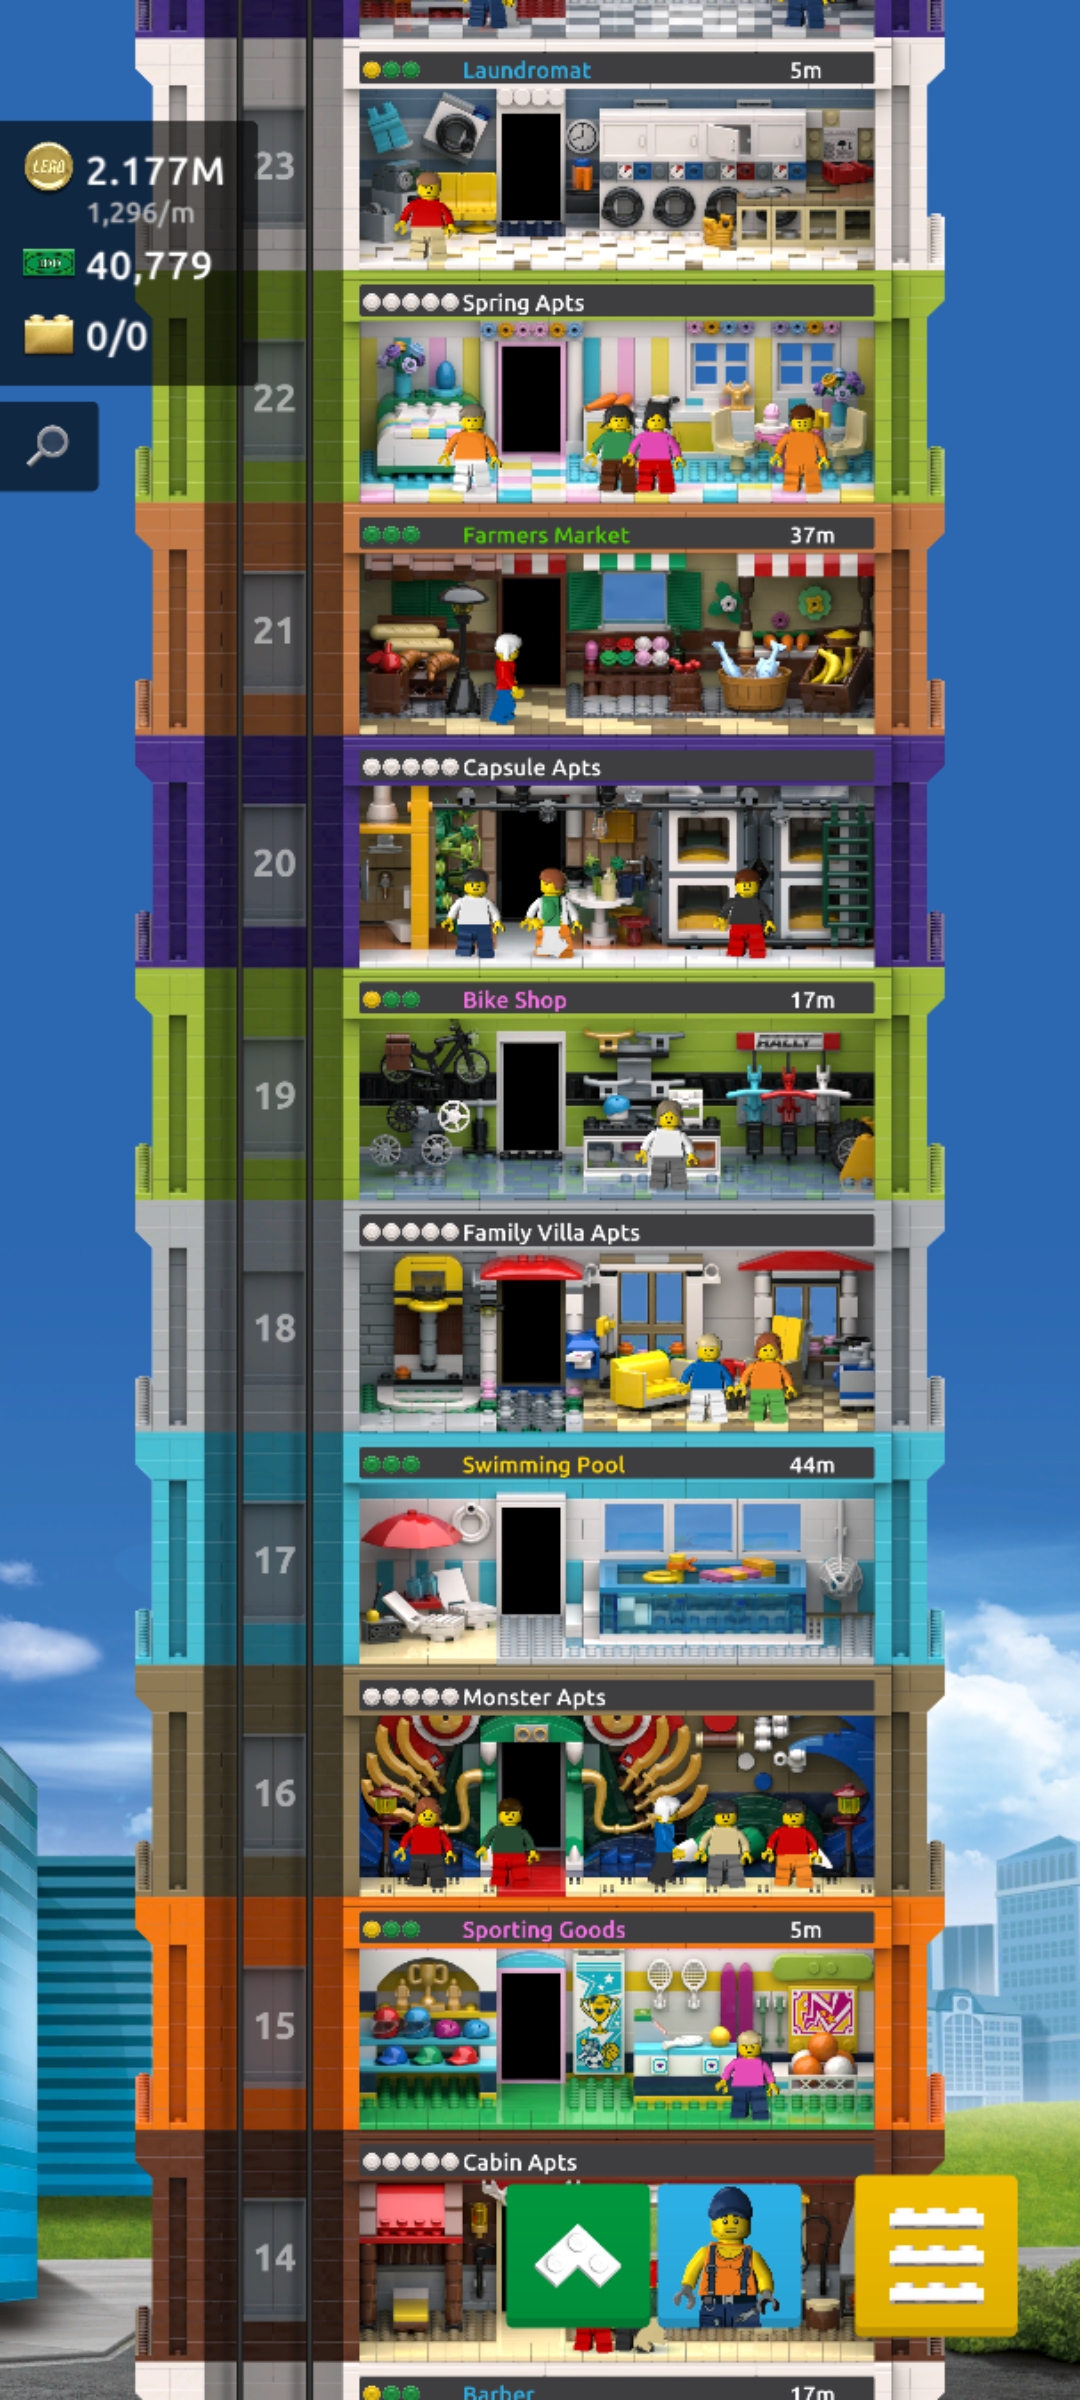 Laundromat 5m
23
LEGO 2.177M
1,296/m
40,779
0/0
Spring Apts
22
Farmers Market 37m
21
Capsule Apts
20
Bike Shop 17m
RALLY
19
Family Villa Apts
18
Swimming Pool 44m
17
Monster Apts
16
Sporting Goods 5m
15
Cabin Apts
14
Barber 17m